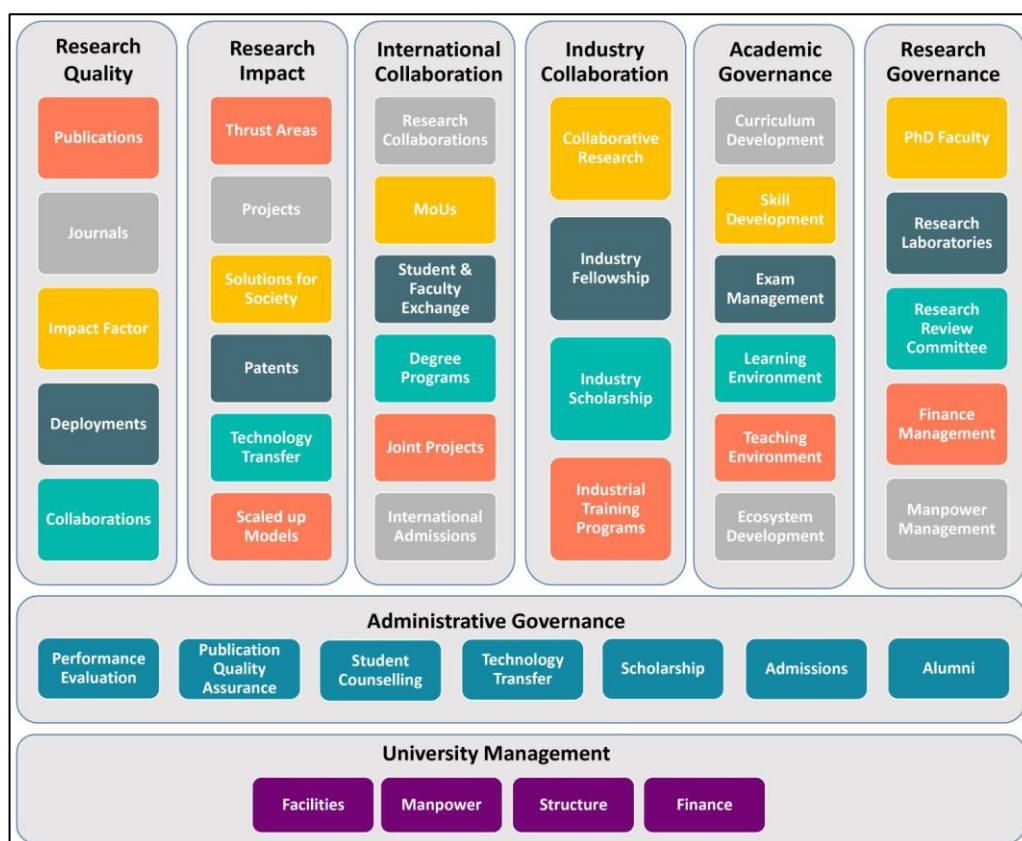 Research
Quality
Publications
Journals
Impact Factor
Deployments
Collaborations
Research
Impact
Thrust Areas
Projects
Solutions for
Society
Patents
Technology
Transfer
Scaled up
Models
International
Collaboration
Research
Collaborations
MoUs
Student &
Faculty
Exchange
Degree
Programs
Joint Projects
International
Admissions
Industry
Collaboration
Collaborative
Research
Industry
Fellowship
Industry
Scholarship
Industrial
Training
Programs
Academic
Governance
Curriculum
Development
Skill
Development
Exam
Management
Learning
Environment
Teaching
Environment
Ecosystem
Development
Research
Governance
PhD Faculty
Research
Laboratories
Research
Review
Committee
Finance
Management
Manpower
Management
Administrative Governance
Performance
Evaluation
Publication
Quality
Assurance
Student
Counselling
Technology
Transfer
Scholarship
Admissions
Alumni
University Management
Facilities
Manpower
Structure
Finance